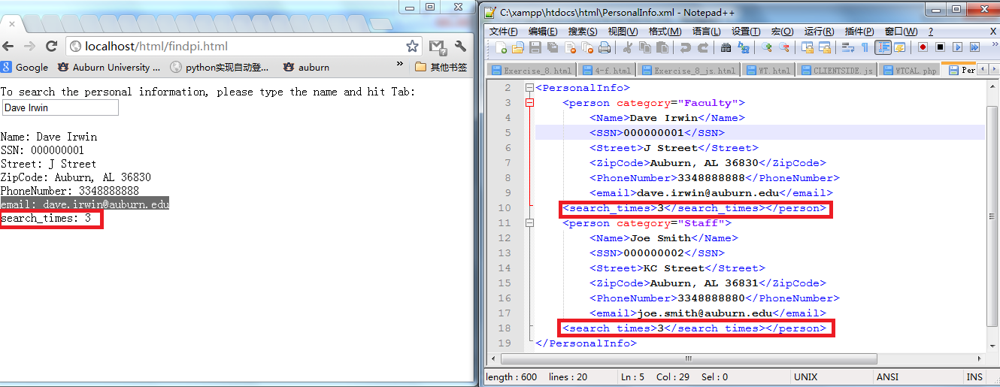 localhost/html/findpi.html
Google
Auburn University ...
python实现自动登...
auburn
»
其他书签
To search the personal information, please type the name and hit Tab:
Dave Irwin
Name: Dave Irwin
SSN: 000000001
Street: J Street
ZipCode: Auburn, AL 36830
PhoneNumber: 3348888888
email: dave.irwin@auburn.edu
search_times: 3
C:\xampp\htdocs\html\PersonalInfo.xml - Notepad++
文件(F) 编辑(E) 搜索(S) 视图(V) 格式(M) 语言(L) 设置(T) 宏(O) 运行(R) 插件(P) 窗口(W) ? X
Exercise_8.html 4-f.html Exercise_8_js.html WT.html CLIENTSIDE.js WTCAL.php Per
2 <PersonalInfo>
3 <person category="Faculty">
4 <Name>Dave Irwin</Name>
5 <SSN>000000001</SSN>
6 <Street>J Street</Street>
7 <ZipCode>Auburn, AL 36830</ZipCode>
8 <PhoneNumber>3348888888</PhoneNumber>
9 <email>dave.irwin@auburn.edu</email>
10 <search_times>3</search_times></person>
11 <person category="Staff">
12 <Name>Joe Smith</Name>
13 <SSN>000000002</SSN>
14 <Street>KC Street</Street>
15 <ZipCode>Auburn, AL 36831</ZipCode>
16 <PhoneNumber>3348888880</PhoneNumber>
17 <email>joe.smith@auburn.edu</email>
18 <search times>3</search times></person>
19 </PersonalInfo>
length : 600 lines : 20 Ln : 5 Col : 29 Sel : 0 UNIX ANSI INS